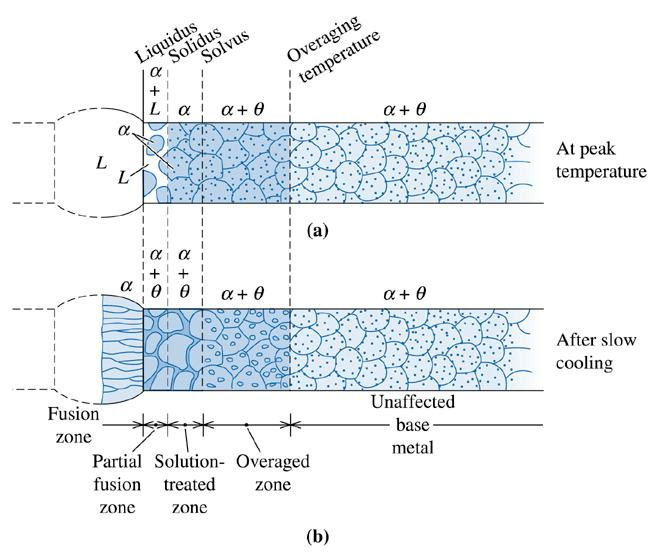 Liquidus
Solidus
Solvus
Overaging
temperature
α
+
L
α
α + θ
α + θ
α
L
L
At peak
temperature
(a)
α
+
θ
α
+
θ
α
α + θ
α + θ
After slow
cooling
Fusion
zone
Unaffected
base
metal
Partial
fusion
zone
Solution-
treated
zone
Overaged
zone
(b)